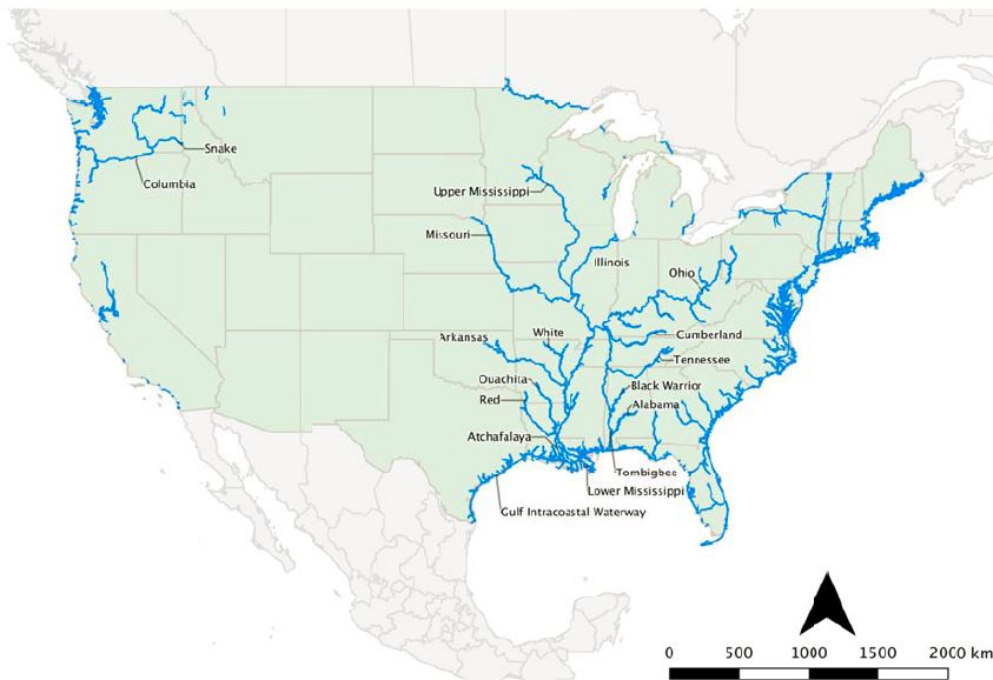 Snake
Columbia
Upper Mississippi
Missouri
Illinois
Ohio
Arkansas
White
Cumberland
Tennessee
Ouachita
Black Warrior
Red
Alabama
Atchafalaya
Tombigbee
Lower Mississippi
Gulf Intracoastal Waterway
0 500 1000 1500 2000 km